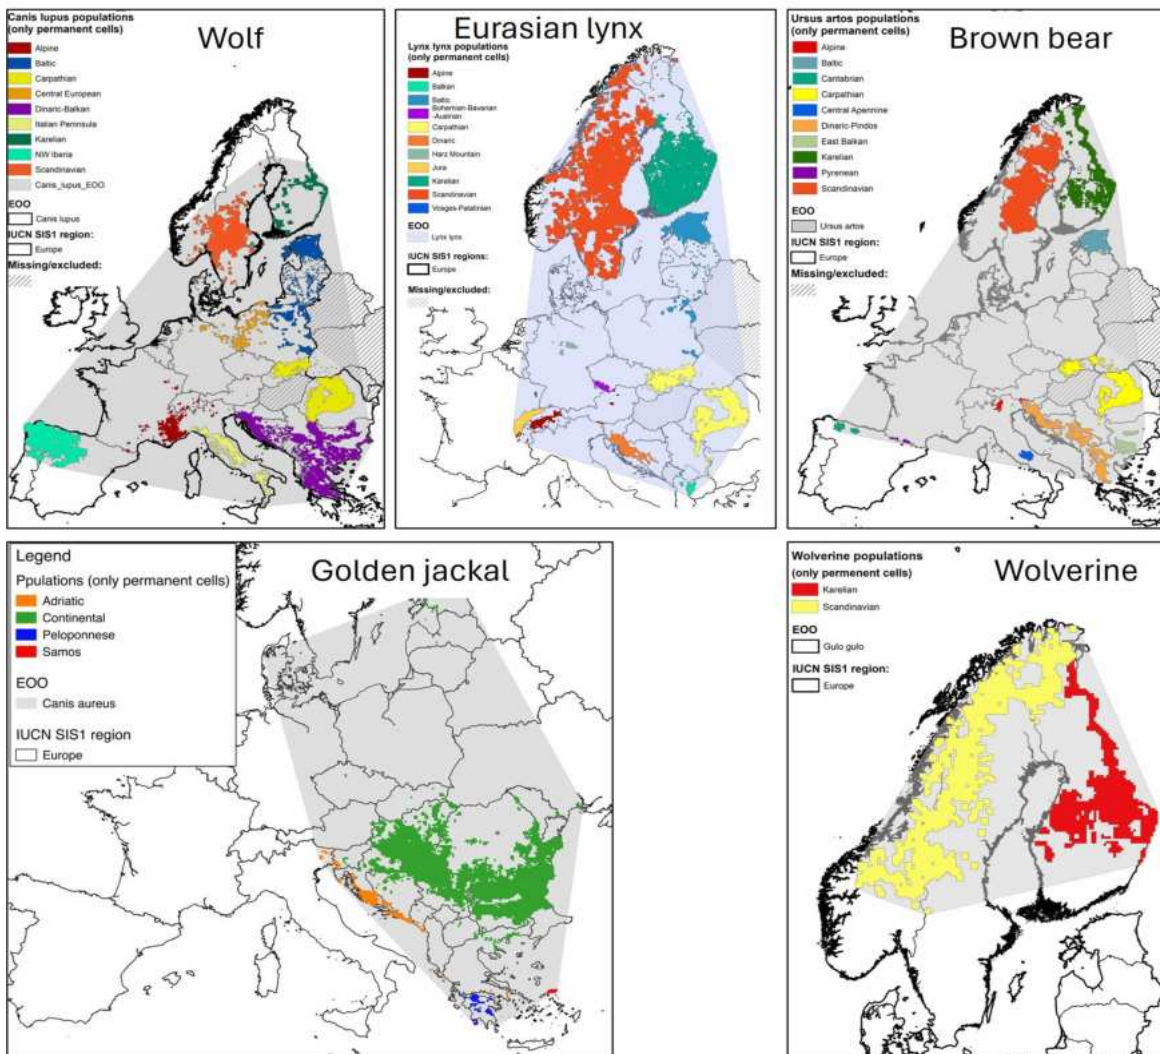 Canis lupus populations
(only permanent cells)
Wolf
Alpine
Baltic
Carpathian
Central European
Dinaric-Balkan
Italian Peninsula
Karelian
NW Iberia
Scandinavian
Canis_lupus_EOO
EOO
Canis lupus
IUCN SIS1 region:
Europe
Missing/excluded:
Eurasian lynx
Lynx lynx populations
(only permanent cells)
Alpine
Balkan
Baltic
Bohemian-Bavarian
-Austrian
Carpathian
Dinaric
Harz Mountain
Jura
Karelian
Scandinavian
Vosges-Palatinian
EOO
Lynx lynx
IUCN SIS1 regions:
Europe
Missing/excluded:
Ursus artos populations
(only permanent cells)
Brown bear
Alpine
Baltic
Cantabrian
Carpathian
Central Apennine
Dinaric-Pindos
East Balkan
Karelian
Pyrenean
Scandinavian
EOO
Ursus artos
IUCN SIS1 region:
Europe
Missing/excluded:
Legend
Golden jackal
Ppulations (only permanent cells)
Adriatic
Continental
Peloponnese
Samos
EOO
Canis aureus
IUCN SIS1 region
Europe
Wolverine populations
(only permenent cells)
Wolverine
Karelian
Scandinavian
EOO
Gulo gulo
IUCN SIS1 region:
Europe